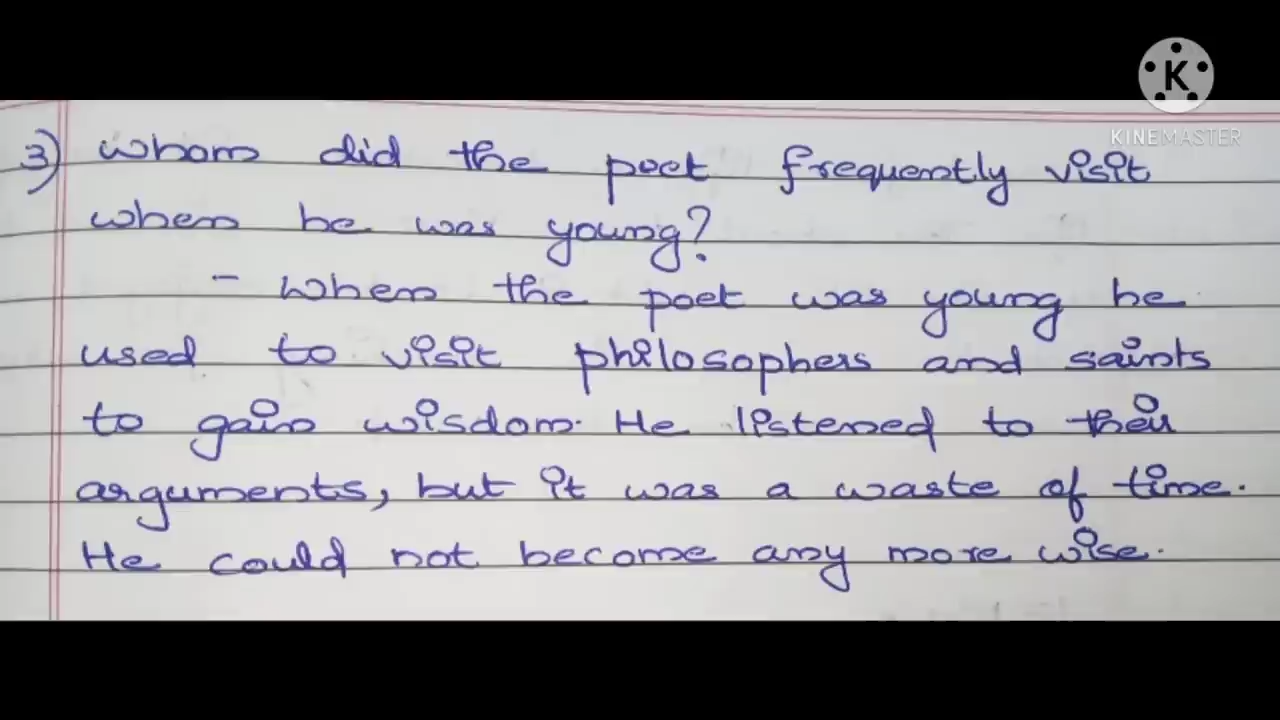 K
KINEMASTER
3) whom did the poet frequently visit
when he was young?
- When the poet was young he
used to visit philosophers and saints
to gain wisdom. He listened to their
arguments, but it was a waste of time.
He could not become any more wise.